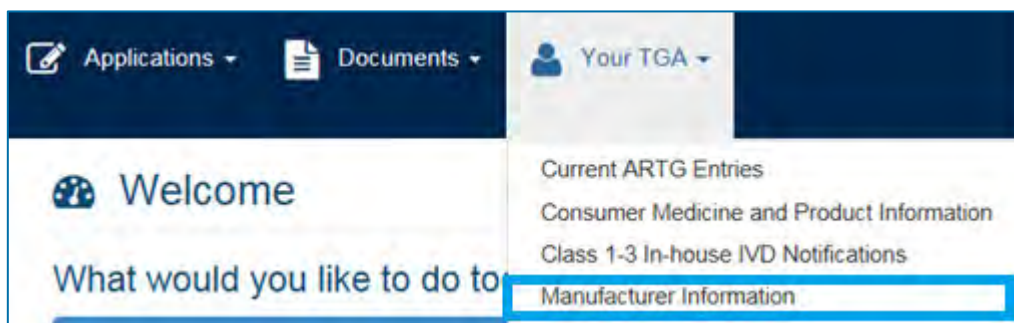 Applications
Documents
Your TGA
Welcome
What would you like to do to
Current ARTG Entries
Consumer Medicine and Product Information
Class 1-3 In-house IVD Notifications
Manufacturer Information